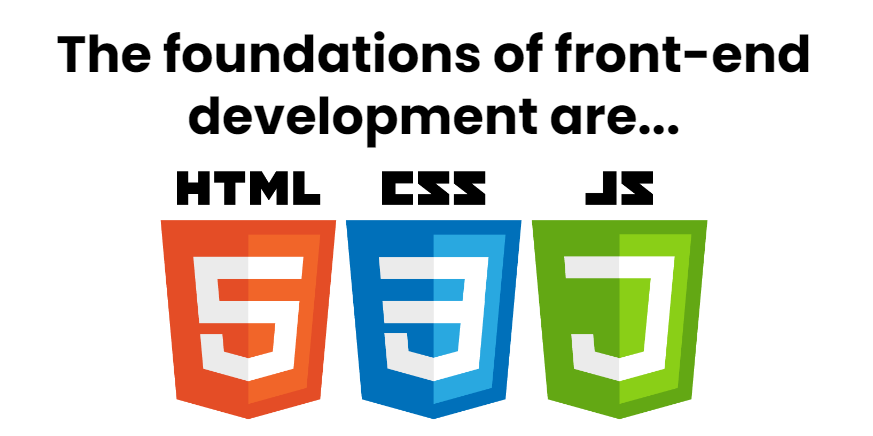 The foundations of front-end
development are...
HTML CSS JS
5 3 J